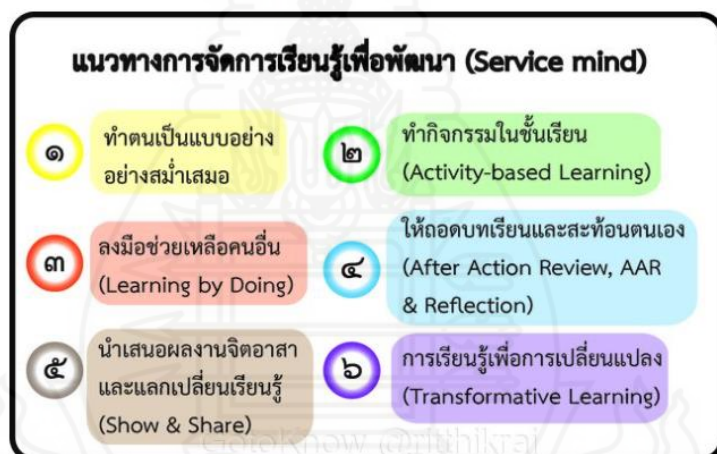 แนวทางการจัดการเรียนรู้เพื่อพัฒนา (Service mind)
๑
ทำตนเป็นแบบอย่าง
อย่างสม่ำเสมอ
๒
ทำกิจกรรมในชั้นเรียน
(Activity-based Learning)
๓
ลงมือช่วยเหลือคนอื่น
(Learning by Doing)
๔
ให้ถอดบทเรียนและสะท้อนตนเอง
(After Action Review, AAR
& Reflection)
๕
นำเสนอผลงานจิตอาสา
และแลกเปลี่ยนเรียนรู้
(Show & Share)
๖
การเรียนรู้เพื่อการเปลี่ยนแปลง
(Transformative Learning)
GotoKnow @rithikrai